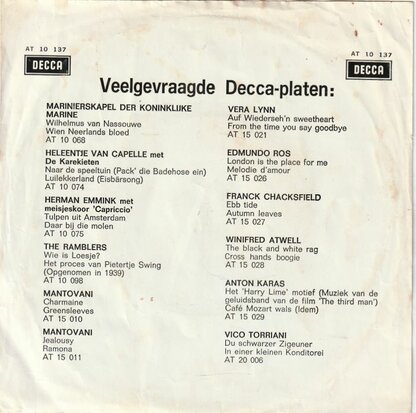 AT 10 137
DECCA
AT 10 137
DECCA
Veelgevraagde Decca-platen:
MARINIERSKAPEL DER KONINKLIJKE
MARINE
Wilhelmus van Nassouwe
Wien Neerlands bloed
AT 10 068
HELEENTJE VAN CAPELLE met
De Karekieten
Naar de speeltuin (Pack' die Badehose ein)
Luilekkerland (Eisbärsong)
AT 10 074
HERMAN EMMINK met
meisjeskoor 'Capriccio'
Tulpen uit Amsterdam
Daar bij die molen
AT 10 075
THE RAMBLERS
Wie is Loesje?
Het proces van Pietertje Swing
(Opgenomen in 1939)
AT 10 098
MANTOVANI
Charmaine
Greensleeves
AT 15 010
MANTOVANI
Jealousy
Ramona
AT 15 011
VERA LYNN
Auf Wiederseh'n sweetheart
From the time you say goodbye
AT 15 021
EDMUNDO ROS
London is the place for me
Melodie d'amour
AT 15 026
FRANCK CHACKSFIELD
Ebb tide
Autumn leaves
AT 15 027
WINIFRED ATWELL
The black and white rag
Cross hands boogie
AT 15 028
ANTON KARAS
Het 'Harry Lime' motief (Muziek van de
geluidsband van de film 'The third man')
Café Mozart wals (Idem)
AT 15 029
VICO TORRIANI
Du schwarzer Zigeuner
In einer kleinen Konditorei
AT 20 006